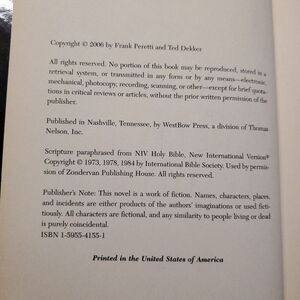 Copyright © 2006 by Frank Peretti and Ted Dekker
All rights reserved. No portion of this book may be reproduced, stored in a
retrieval system, or transmitted in any form or by any means—electronic,
mechanical, photocopy, recording, scanning, or other—except for brief quota-
tions in critical reviews or articles, without the prior written permission of the
publisher.
Published in Nashville, Tennessee, by WestBow Press, a division of Thomas
Nelson, Inc.
Scripture paraphrased from NIV Holy Bible, New International Version®
Copyright © 1973, 1978, 1984 by International Bible Society. Used by permis-
sion of Zondervan Publishing House. All rights reserved.
Publisher's Note: This novel is a work of fiction. Names, characters, places,
and incidents are either products of the authors' imaginations or used ficti-
tiously. All characters are fictional, and any similarity to people living or dead
is purely coincidental.
ISBN 1-5955-4155-1
Printed in the United States of America